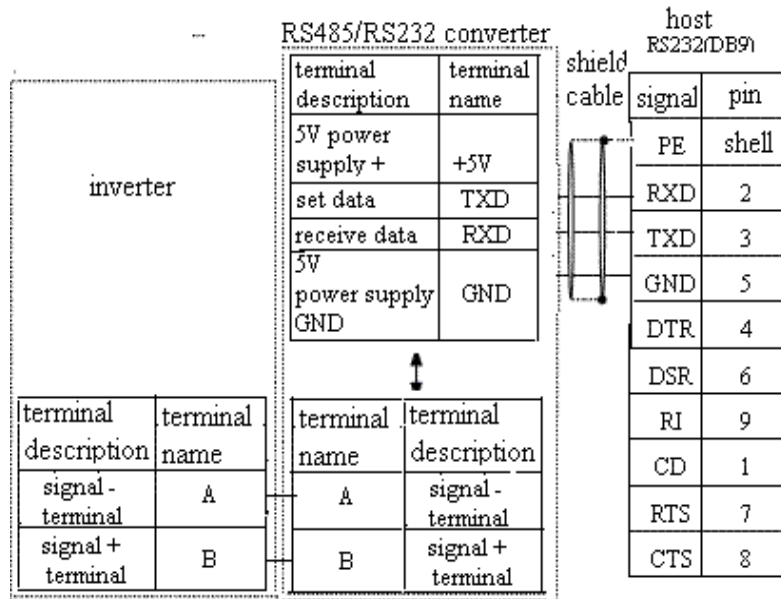 RS485/RS232 converter
terminal description
terminal name
5V power supply +
+5V
set data
TXD
receive data
RXD
5V power supply GND
GND
inverter
terminal description
terminal name
signal - terminal
A
signal + terminal
B
terminal name
terminal description
A
signal - terminal
B
signal + terminal
shield cable
host
RS232(DB9)
signal pin
PE shell
RXD 2
TXD 3
GND 5
DTR 4
DSR 6
RI 9
CD 1
RTS 7
CTS 8